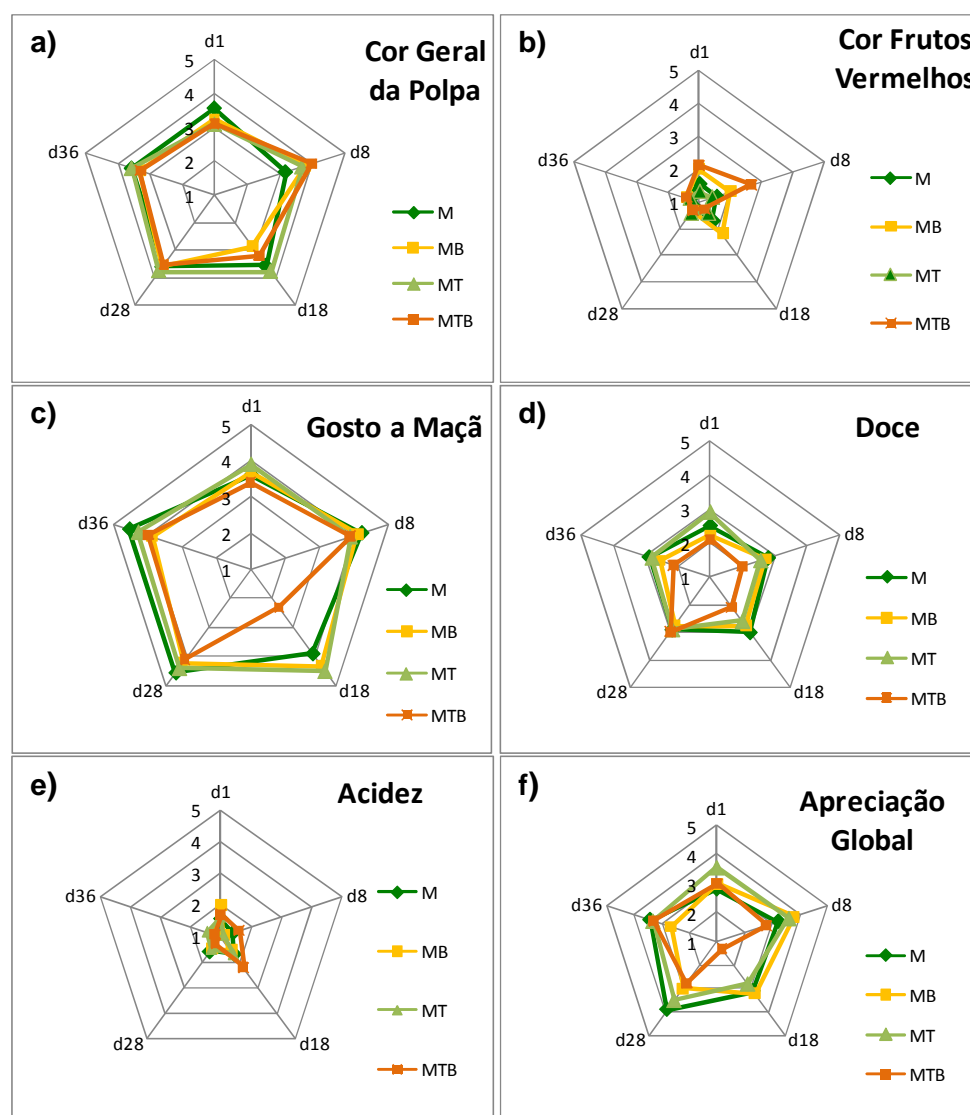 a)
Cor Geral
da Polpa
d1
5
4
3
2
1
d8
d18
d28
d36
M
MB
MT
MTB
b)
Cor Frutos
Vermelhos
d1
5
4
3
2
1
d8
d18
d28
d36
M
MB
MT
MTB
c)
Gosto a Maçã
d1
5
4
3
2
1
d8
d18
d28
d36
M
MB
MT
MTB
d)
Doce
d1
5
4
3
2
1
d8
d18
d28
d36
M
MB
MT
MTB
e)
Acidez
d1
5
4
3
2
1
d8
d18
d28
d36
M
MB
MT
MTB
f)
Apreciação
Global
d1
5
4
3
2
1
d8
d18
d28
d36
M
MB
MT
MTB